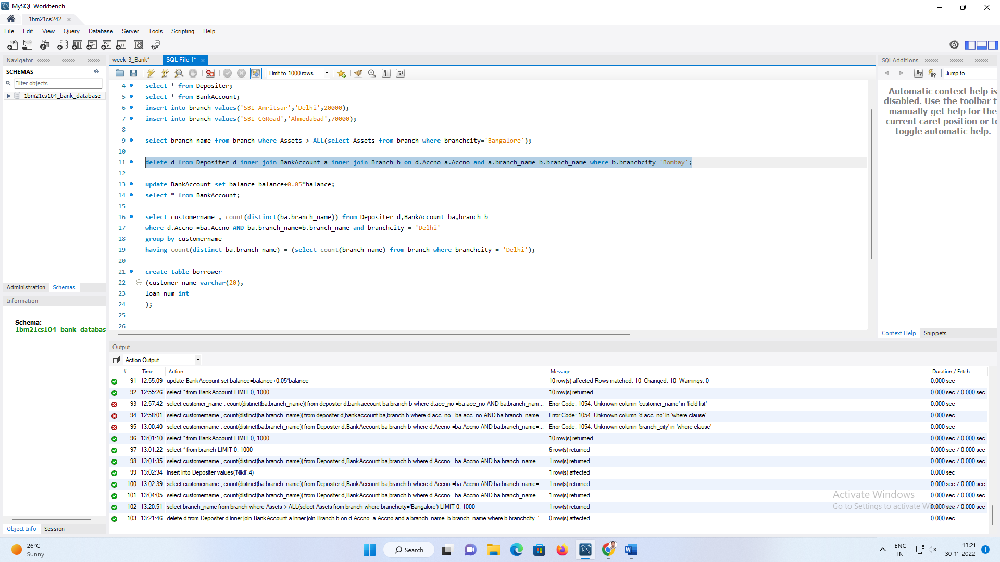 MySQL Workbench
1bm21cs242
File Edit View Query Database Server Tools Scripting Help
Navigator
SCHEMAS
Filter objects
1bm21cs104_bank_database
Administration Schemas
Information
Schema:
1bm21cs104_bank_databas
Object Info Session
week-3_Bank* SQL File 1*
Limit to 1000 rows
4 select * from Depositer;
5 select * from BankAccount;
6 insert into branch values('SBI_Amritsar','Delhi',20000);
7 insert into branch values('SBI_CGRoad','Ahmedabad',70000);
8
9 select branch_name from branch where Assets > ALL(select Assets from branch where branchcity='Bangalore');
10
11 delete d from Depositer d inner join BankAccount a inner join Branch b on d.Accno=a.Accno and a.branch_name=b.branch_name where b.branchcity='Bombay';
12
13 update BankAccount set balance=balance+0.05*balance;
14 select * from BankAccount;
15
16 select customername , count(distinct(ba.branch_name)) from Depositer d,BankAccount ba,branch b
17 where d.Accno =ba.Accno AND ba.branch_name=b.branch_name and branchcity = 'Delhi'
18 group by customername
19 having count(distinct ba.branch_name) = (select count(branch_name) from branch where branchcity = 'Delhi');
20
21 create table borrower
22 (customer_name varchar(20),
23 loan_num int
24 );
25
26
SQLAdditions
Jump to
Automatic context help is
disabled. Use the toolbar t
manually get help for the
current caret position or to
toggle automatic help.
Context Help Snippets
Output
Action Output
# Time Action Message Duration / Fetch
91 12:55:09 update BankAccount set balance=balance+0.05*balance 10 row(s) affected Rows matched: 10 Changed: 10 Warnings: 0 0.000 sec
92 12:55:26 select * from BankAccount LIMIT 0, 1000 10 row(s) returned 0.000 sec / 0.000 sec
93 12:57:42 select customer_name , count(distinct(ba.branch_name)) from depositer d,bankaccount ba,branch b where d.acc_no =ba.acc_no AND ba.branch_nam... Error Code: 1054. Unknown column 'customer_name' in 'field list' 0.000 sec
94 12:58:01 select customername , count(distinct(ba.branch_name)) from depositer d,bankaccount ba,branch b where d.acc_no =ba.acc_no AND ba.branch_name... Error Code: 1054. Unknown column 'd.acc_no' in 'where clause' 0.000 sec
95 13:00:40 select customername , count(distinct(ba.branch_name)) from Depositer d,BankAccount ba,branch b where d.Accno =ba.Accno AND ba.branch_name=... Error Code: 1054. Unknown column 'branch_city' in 'where clause' 0.000 sec
96 13:01:10 select * from BankAccount LIMIT 0, 1000 10 row(s) returned 0.000 sec / 0.000 sec
97 13:01:22 select * from branch LIMIT 0, 1000 6 row(s) returned 0.000 sec / 0.000 sec
98 13:01:35 select customername , count(distinct(ba.branch_name)) from Depositer d,BankAccount ba,branch b where d.Accno =ba.Accno AND ba.branch_name=... 1 row(s) returned 0.000 sec / 0.000 sec
99 13:02:34 insert into Depositer values('Nikil',4) 1 row(s) affected 0.000 sec
100 13:02:39 select customername , count(distinct(ba.branch_name)) from Depositer d,BankAccount ba,branch b where d.Accno =ba.Accno AND ba.branch_name=... 1 row(s) returned 0.000 sec / 0.000 sec
101 13:04:05 select customername , count(distinct(ba.branch_name)) from Depositer d,BankAccount ba,branch b where d.Accno =ba.Accno AND ba.branch_name=... 1 row(s) returned 0.000 sec / 0.000 sec
102 13:20:51 select branch_name from branch where Assets > ALL(select Assets from branch where branchcity='Bangalore') LIMIT 0, 1000 1 row(s) returned 0.000 sec / 0.000 sec
103 13:21:46 delete d from Depositer d inner join BankAccount a inner join Branch b on d.Accno=a.Accno and a.branch_name=b.branch_name where b.branchcity='... 0 row(s) affected 0.000 sec
Activate Windows
Go to Settings to activate Windows.
26°C
Sunny
Search
ENG
IN
13:21
30-11-2022
1